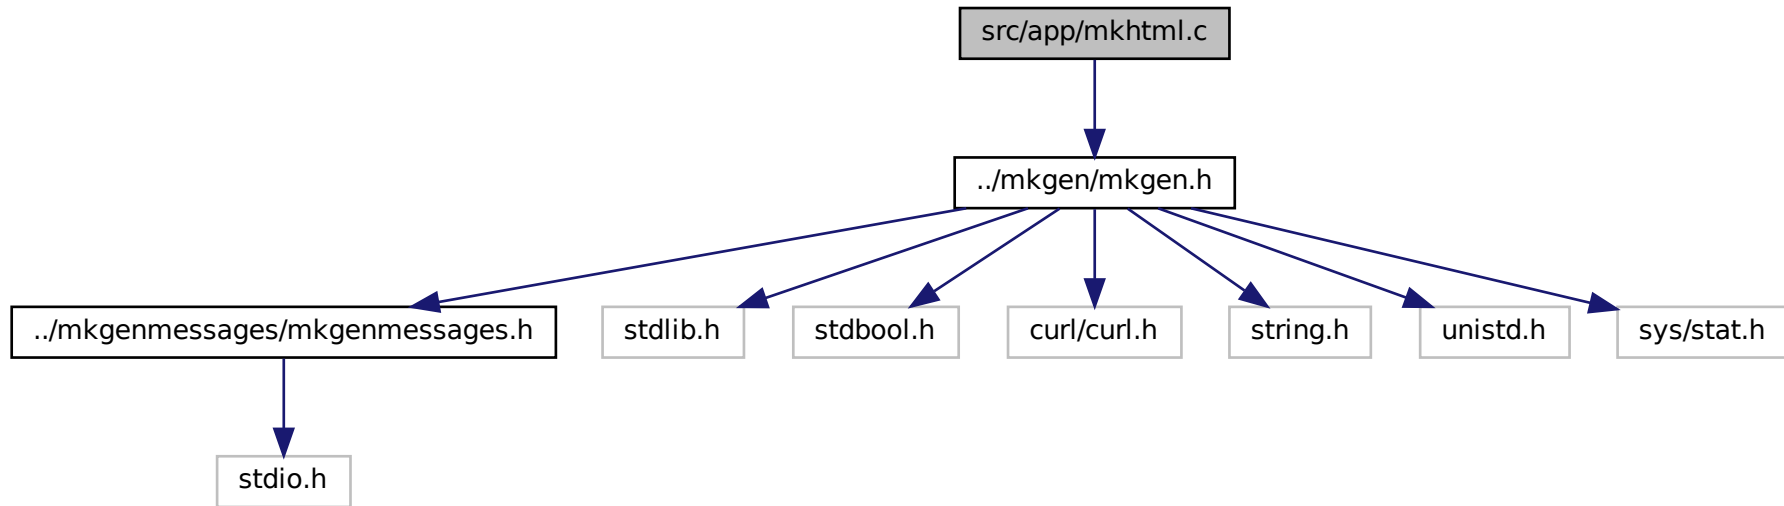 src/app/mkhtml.c
../mkgen/mkgen.h
../mkgenmessages/mkgenmessages.h
stdlib.h
stdbool.h
curl/curl.h
string.h
unistd.h
sys/stat.h
stdio.h